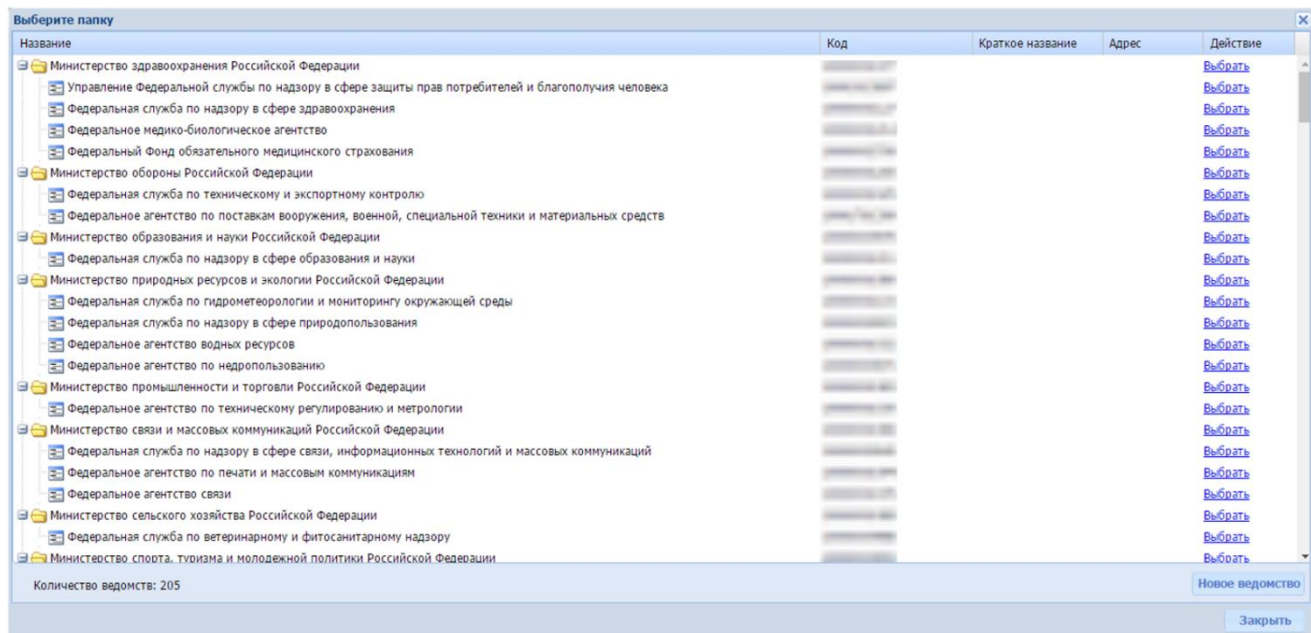 Выберите папку
Название Код Краткое название Адрес Действие
Министерство здравоохранения Российской Федерации Выбрать
Управление Федеральной службы по надзору в сфере защиты прав потребителей и благополучия человека Выбрать
Федеральная служба по надзору в сфере здравоохранения Выбрать
Федеральное медико-биологическое агентство Выбрать
Федеральный Фонд обязательного медицинского страхования Выбрать
Министерство обороны Российской Федерации Выбрать
Федеральная служба по техническому и экспортному контролю Выбрать
Федеральное агентство по поставкам вооружения, военной, специальной техники и материальных средств Выбрать
Министерство образования и науки Российской Федерации Выбрать
Федеральная служба по надзору в сфере образования и науки Выбрать
Министерство природных ресурсов и экологии Российской Федерации Выбрать
Федеральная служба по гидрометеорологии и мониторингу окружающей среды Выбрать
Федеральная служба по надзору в сфере природопользования Выбрать
Федеральное агентство водных ресурсов Выбрать
Федеральное агентство по недропользованию Выбрать
Министерство промышленности и торговли Российской Федерации Выбрать
Федеральное агентство по техническому регулированию и метрологии Выбрать
Министерство связи и массовых коммуникаций Российской Федерации Выбрать
Федеральная служба по надзору в сфере связи, информационных технологий и массовых коммуникаций Выбрать
Федеральное агентство по печати и массовым коммуникациям Выбрать
Федеральное агентство связи Выбрать
Министерство сельского хозяйства Российской Федерации Выбрать
Федеральная служба по ветеринарному и фитосанитарному надзору Выбрать
Министерство спорта, туризма и молодежной политики Российской Федерации Выбрать
Количество ведомств: 205 Новое ведомство
Закрыть